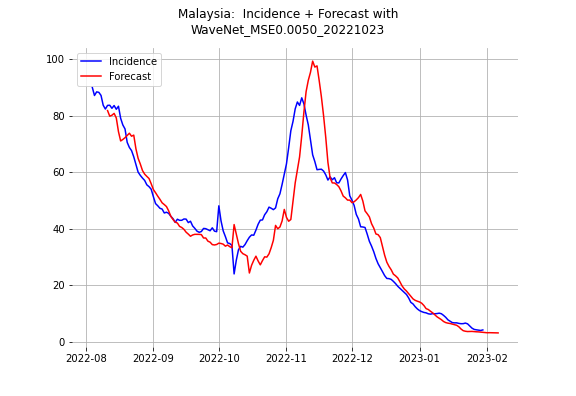 Malaysia:  Incidence + Forecast with
WaveNet_MSE0.0050_20221023
Incidence
Forecast
100
80
60
40
20
0
2022-08 2022-09 2022-10 2022-11 2022-12 2023-01 2023-02